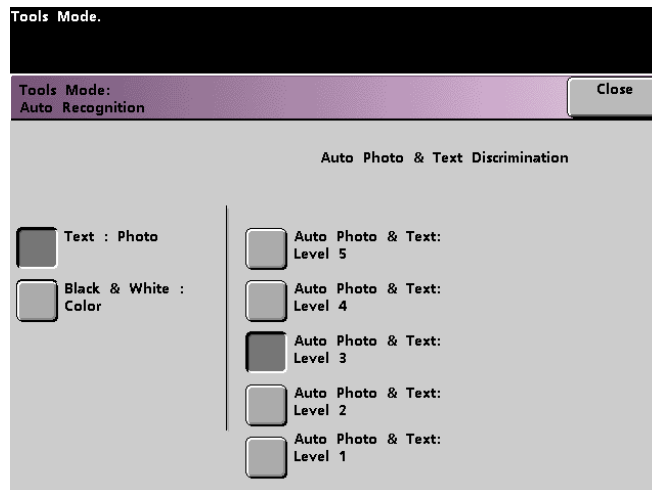 Tools Mode.
Tools Mode:
Auto Recognition
Close
Auto Photo & Text Discrimination
Text : Photo
Black & White :
Color
Auto Photo & Text:
Level 5
Auto Photo & Text:
Level 4
Auto Photo & Text:
Level 3
Auto Photo & Text:
Level 2
Auto Photo & Text:
Level 1